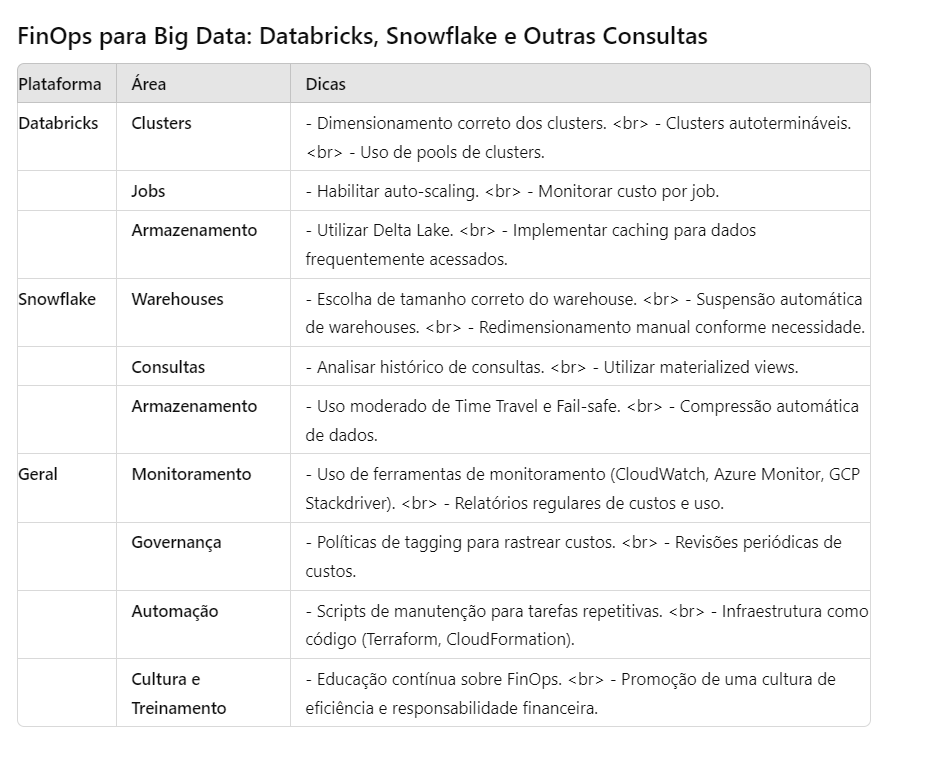 FinOps para Big Data: Databricks, Snowflake e Outras Consultas
Plataforma Área Dicas
Databricks Clusters - Dimensionamento correto dos clusters. <br> - Clusters autotermináveis.
<br> - Uso de pools de clusters.
Jobs - Habilitar auto-scaling. <br> - Monitorar custo por job.
Armazenamento - Utilizar Delta Lake. <br> - Implementar caching para dados
frequentemente acessados.
Snowflake Warehouses - Escolha de tamanho correto do warehouse. <br> - Suspensão automática
de warehouses. <br> - Redimensionamento manual conforme necessidade.
Consultas - Analisar histórico de consultas. <br> - Utilizar materialized views.
Armazenamento - Uso moderado de Time Travel e Fail-safe. <br> - Compressão automática
de dados.
Geral Monitoramento - Uso de ferramentas de monitoramento (CloudWatch, Azure Monitor, GCP
Stackdriver). <br> - Relatórios regulares de custos e uso.
Governança - Políticas de tagging para rastrear custos. <br> - Revisões periódicas de
custos.
Automação - Scripts de manutenção para tarefas repetitivas. <br> - Infraestrutura como
código (Terraform, CloudFormation).
Cultura e - Educação contínua sobre FinOps. <br> - Promoção de uma cultura de
Treinamento eficiência e responsabilidade financeira.